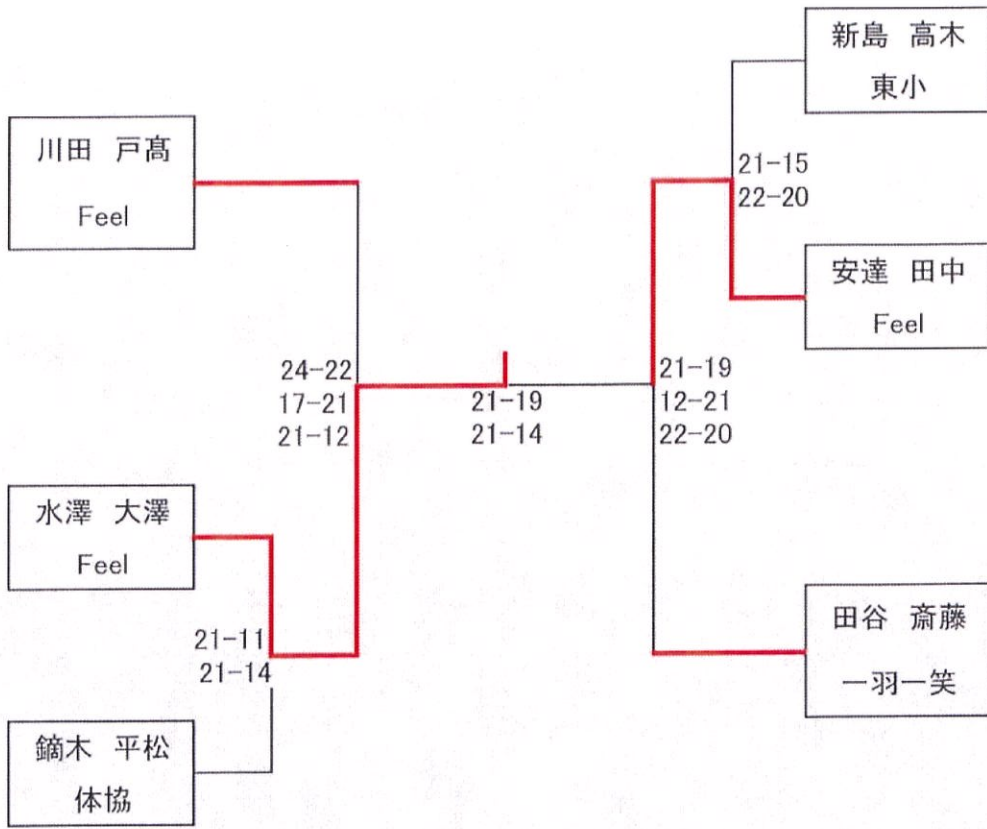 新島 高木
東小
川田 戸髙
Feel
21-15
22-20
安達 田中
Feel
24-22
17-21
21-12
21-19
21-14
21-19
12-21
22-20
水澤 大澤
Feel
21-11
21-14
田谷 斎藤
一羽一笑
鏑木 平松
体協